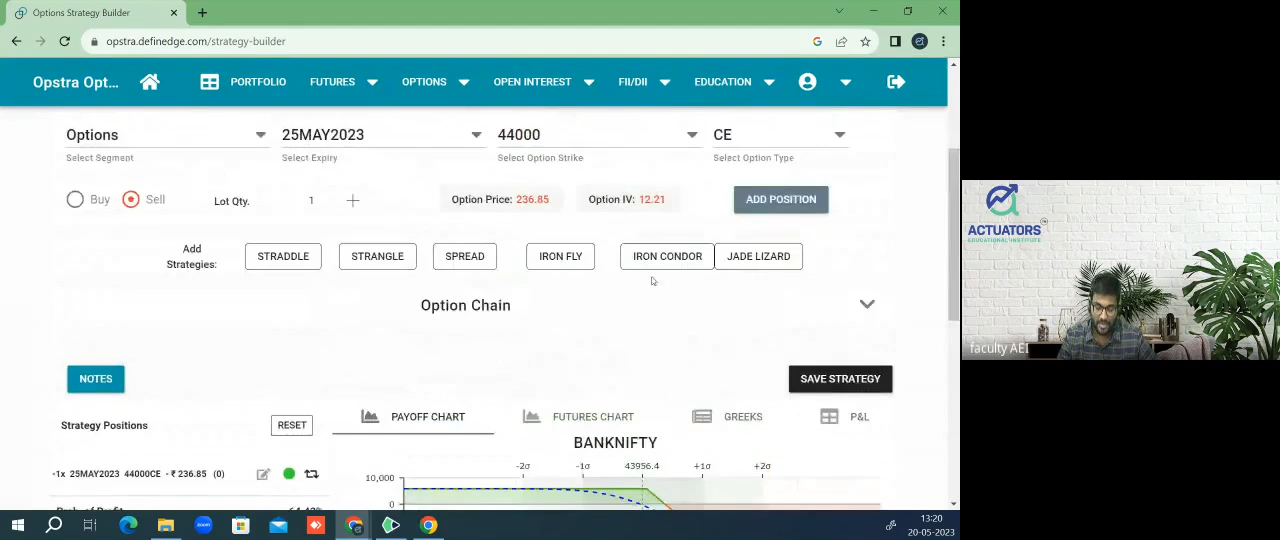 Options Strategy Builder
opstra.definedge.com/strategy-builder
Opstra Opt...
PORTFOLIO
FUTURES
OPTIONS
OPEN INTEREST
FII/DII
EDUCATION
Options
25MAY2023
44000
CE
Select Segment
Select Expiry
Select Option Strike
Select Option Type
Buy
Sell
Lot Qty.
1
Option Price: 236.85
Option IV: 12.21
ADD POSITION
Add Strategies:
STRADDLE
STRANGLE
SPREAD
IRON FLY
IRON CONDOR
JADE LIZARD
Option Chain
NOTES
SAVE STRATEGY
Strategy Positions
RESET
PAYOFF CHART
FUTURES CHART
GREEKS
P&L
BANKNIFTY
-2σ
-1σ
43956.4
+1σ
+2σ
-1x 25MAY2023 44000CE - ₹ 236.85 (0)
10,000
0
ACTUATORS
EDUCATIONAL INSTITUTE
faculty AEI
zoom
13:20
20-05-2023